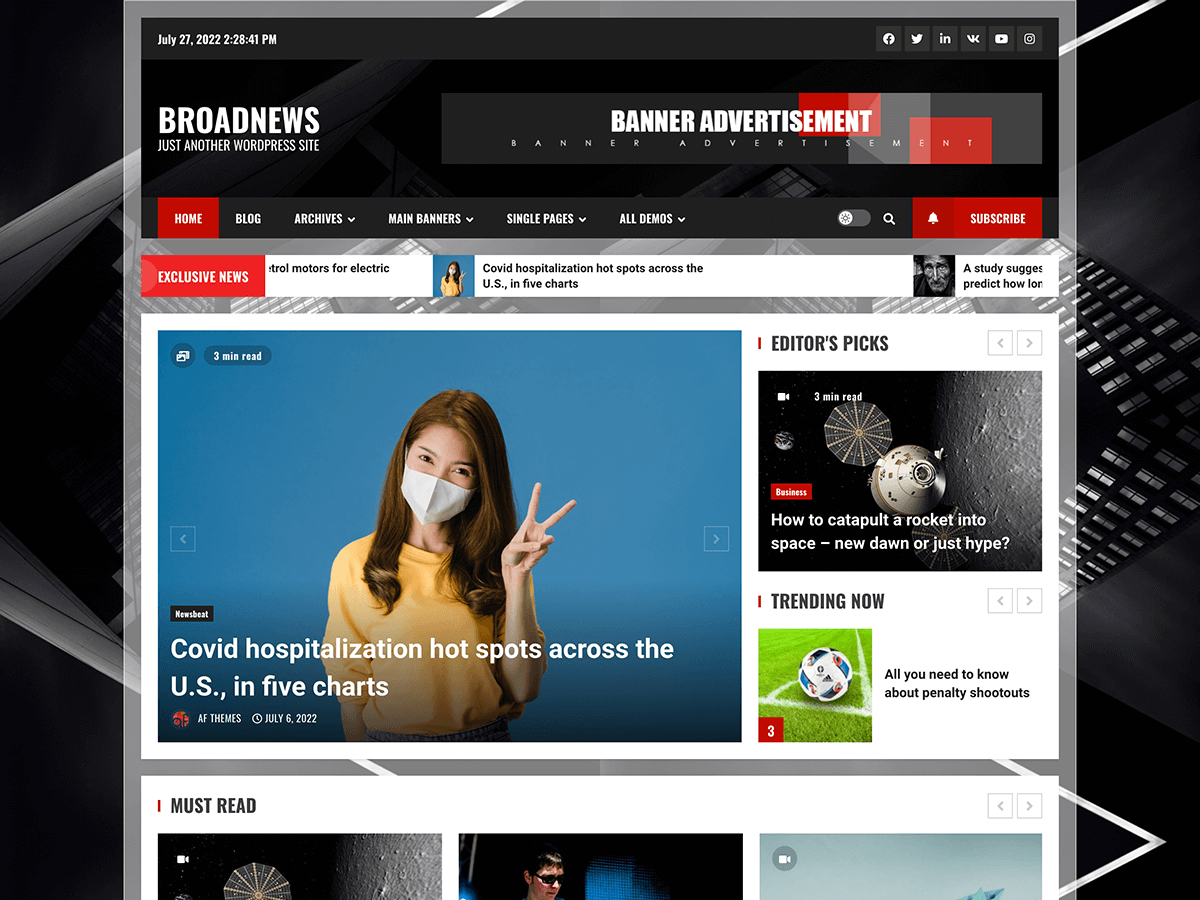 July 27, 2022 2:28:41 PM
BROADNEWS
JUST ANOTHER WORDPRESS SITE
BANNER ADVERTISEMENT
BANNER ADVERTISEMENT
HOME
BLOG
ARCHIVES
MAIN BANNERS
SINGLE PAGES
ALL DEMOS
SUBSCRIBE
EXCLUSIVE NEWS
motors for electric
Covid hospitalization hot spots across the
U.S., in five charts
A study
predict how
3 min read
Newsbeat
Covid hospitalization hot spots across the
U.S., in five charts
AF THEMES
JULY 6, 2022
EDITOR'S PICKS
3 min read
Business
How to catapult a rocket into
space – new dawn or just hype?
TRENDING NOW
3
All you need to know
about penalty shootouts
MUST READ